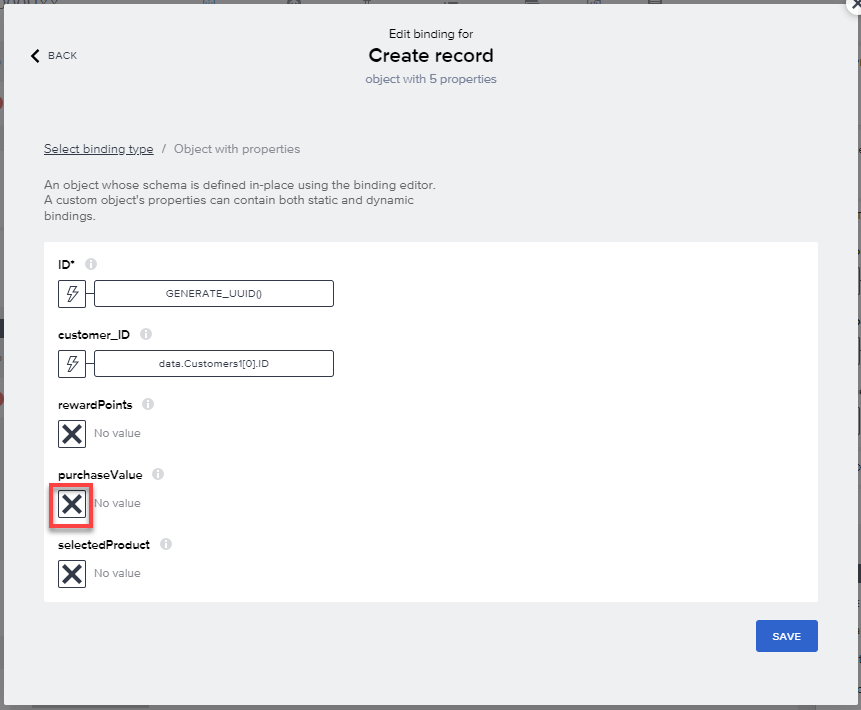 Edit binding for
BACK
Create record
object with 5 properties
Select binding type / Object with properties
An object whose schema is defined in-place using the binding editor.
A custom object's properties can contain both static and dynamic
bindings.
ID*
GENERATE_UUID()
customer_ID
data.Customers1[0].ID
rewardPoints
No value
purchaseValue
No value
selectedProduct
No value
SAVE